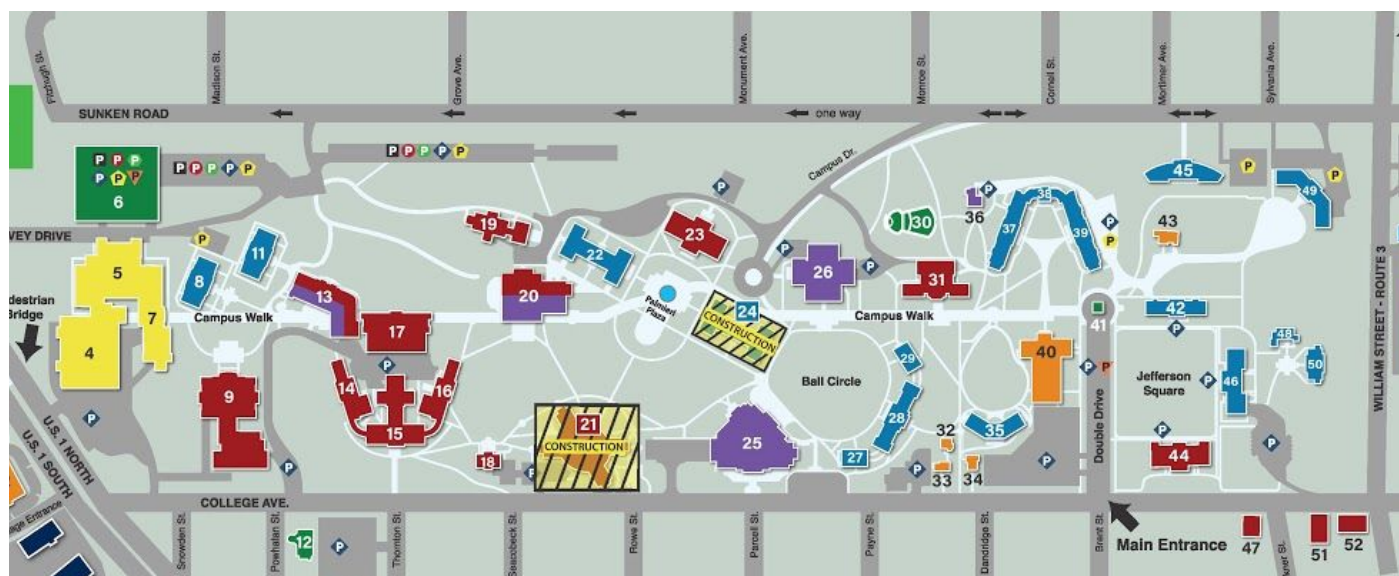 Fitzhugh St.
Madison St.
Grove Ave.
Monument Ave.
Monroe St.
Cornell St.
Mortimer Ave.
Sylvania Ave.
SUNKEN ROAD
one way
P P P
P P P
6
P P P P P
P P P P P
Campus Dr.
P
P
P
45
49
36
P
38
37
39
P
P
43
19
23
30
22
VEY DRIVE
P
11
8
5
7
4
destrian
Bridge
Campus Walk
13
17
20
Palmieri
Plaza
24
CONSTRUCTION
P
26
P
31
Campus Walk
41
42
P
40
P P
Jefferson
Square
P
46
48
50
WILLIAM STREET - ROUTE 3
P
9
14
16
15
P
18
P
21
CONSTRUCTION
25
Ball Circle
29
28
27
P
32
33
34
35
P
Double Drive
P
44
P
P
U.S. 1 NORTH
U.S. 1 SOUTH
COLLEGE AVE.
Snowden St.
Powhatan St.
12
P
Thornton St.
Seacobeck St.
Rowe St.
Parcell St.
Payne St.
Dandridge St.
Brent St.
Main Entrance
47
51
52